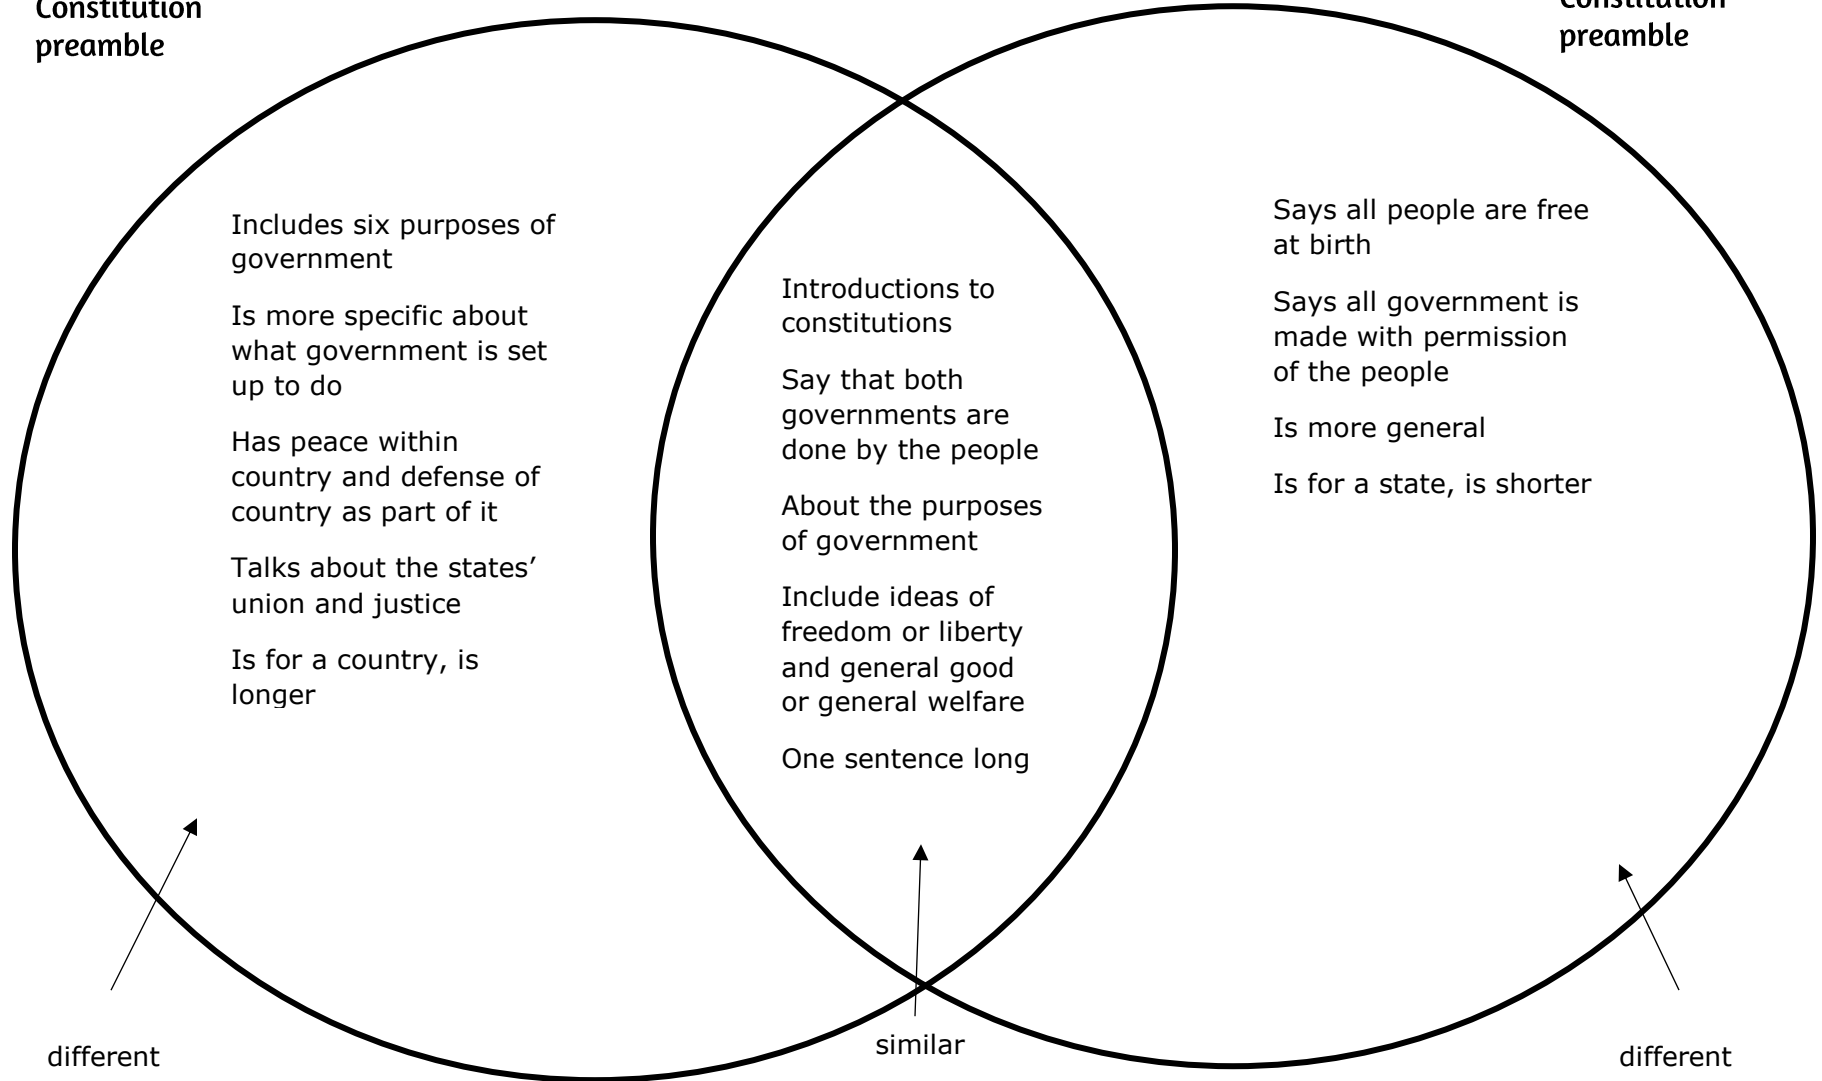 Constitution
preamble
Constitution
preamble
Includes six purposes of
government
Is more specific about
what government is set
up to do
Has peace within
country and defense of
country as part of it
Talks about the states’
union and justice
Is for a country, is
longer
Introductions to
constitutions
Say that both
governments are
done by the people
About the purposes
of government
Include ideas of
freedom or liberty
and general good
or general welfare
One sentence long
Says all people are free
at birth
Says all government is
made with permission
of the people
Is more general
Is for a state, is shorter
different
similar
different